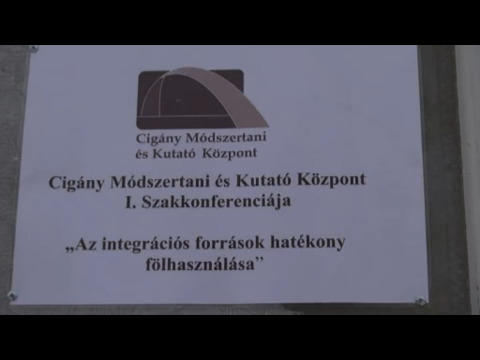 Cigány Módszertani
és Kutató Központ
Cigány Módszertani és Kutató Központ
I. Szakkonferenciája
„Az integrációs források hatékony
fölhasználása”